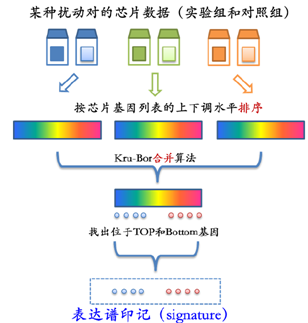 某种扰动对的芯片数据（实验组和对照组）
按芯片基因列表的上下调水平排序
Kru-Bor合并算法
找出位于TOP和Bottom基因
表达谱印记（signature）